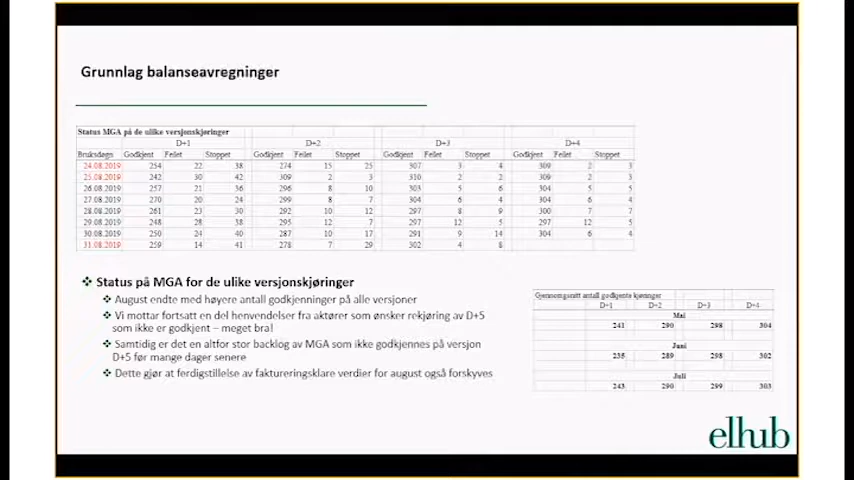 Grunnlag balanseavregninger
Status MGA på de ulike versjonskjøringer
D+1 D+2 D+3 D+4
Bruksdøgn Godkjent Feilet Stoppet Godkjent Feilet Stoppet Godkjent Feilet Stoppet Godkjent Feilet Stoppet
24.08.2019 254 22 38 274 15 25 307 3 4 309 2 3
25.08.2019 242 30 42 309 2 3 310 2 2 309 2 3
26.08.2019 257 21 36 296 8 10 303 5 6 304 5 5
27.08.2019 270 20 24 299 8 7 304 6 4 304 6 4
28.08.2019 261 23 30 292 10 12 297 8 9 300 7 7
29.08.2019 248 28 38 295 12 7 297 12 5 297 12 5
30.08.2019 250 24 40 287 10 17 291 9 14 304 6 4
31.08.2019 259 14 41 278 7 29 302 4 8
❖ Status på MGA for de ulike versjonskjøringer
❖ August endte med høyere antall godkjenninger på alle versjoner
❖ Vi mottar fortsatt en del henvendelser fra aktører som ønsker rekjøring av D+5
som ikke er godkjent – meget bra!
❖ Samtidig er det en altfor stor backlog av MGA som ikke godkjennes på versjon
D+5 før mange dager senere
❖ Dette gjør at ferdigstillelse av faktureringsklare verdier for august også forskyves
Gjennomgsnitt antall godkjente kjøringer
D+1 D+2 D+3 D+4
Mai
241 290 298 304
Juni
235 289 298 302
Juli
243 290 299 303
elhub